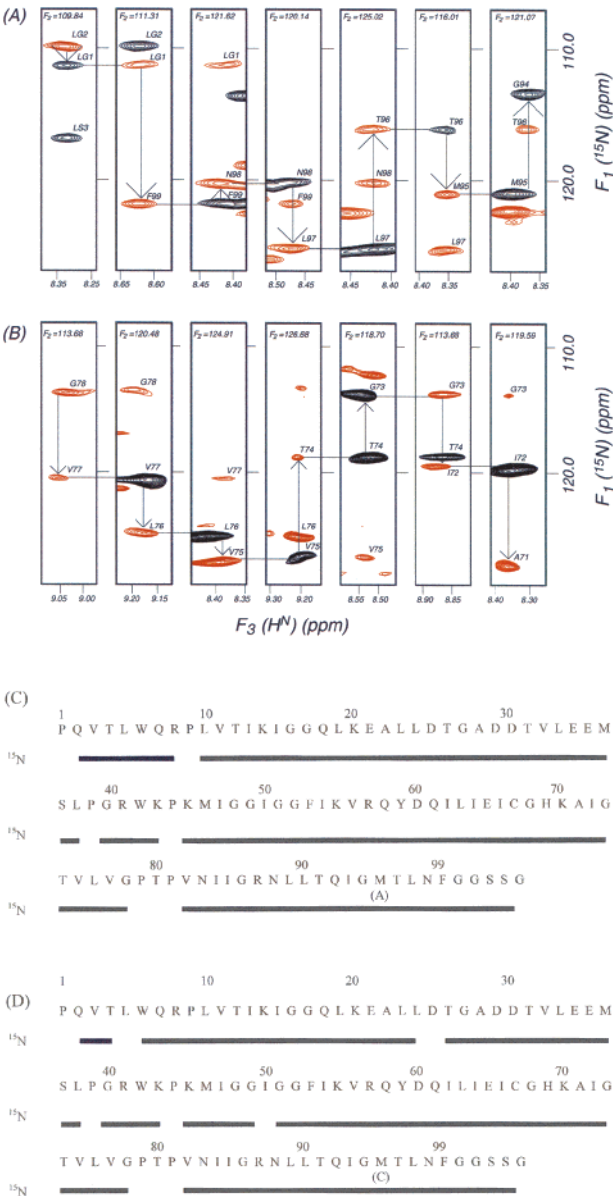 (A)
F2=109.84 F2=111.31 F2=121.62 F2=120.14 F2=125.02 F2=116.01 F2=121.07
LG2 LG2 110.0
LG1 LG1 LG1
G94
LS3 T96 T96 T96
N98 N98 N98 M95 M95 120.0
F99 F99 F99
L97 L97 L97
8.35 8.25 8.65 8.60 8.45 8.40 8.50 8.45 8.45 8.40 8.35 8.40 8.35
F1 (15N) (ppm)
(B)
F2=113.66 F2=120.48 F2=124.91 F2=126.68 F2=118.70 F2=113.68 F2=119.59
110.0
G78 G78 G73 G73 G73
V77 V77 V77 T74 T74 T74 I72 I72 120.0
L76 L76 L76
V75 V75 V75 A71
9.05 9.00 9.20 9.15 8.40 8.35 9.30 9.20 8.55 8.50 8.90 8.85 8.40 8.30
F1 (15N) (ppm)
F3 (HN) (ppm)
(C)
1 10 20 30
P Q V T L W Q R P L V T I K I G G Q L K E A L L D T G A D D T V L E E M
15N
40 50 60 70
S L P G R W K P K M I G G I G G F I K V R Q Y D Q I L I E I C G H K A I G
15N
80 90 99
T V L V G P T P V N I I G R N L L T Q I G M T L N F G G S S G
(A)
15N
(D)
1 10 20 30
P Q V T L W Q R P L V T I K I G G Q L K E A L L D T G A D D T V L E E M
15N
40 50 60 70
S L P G R W K P K M I G G I G G F I K V R Q Y D Q I L I E I C G H K A I G
15N
80 90 99
T V L V G P T P V N I I G R N L L T Q I G M T L N F G G S S G
(C)
15N